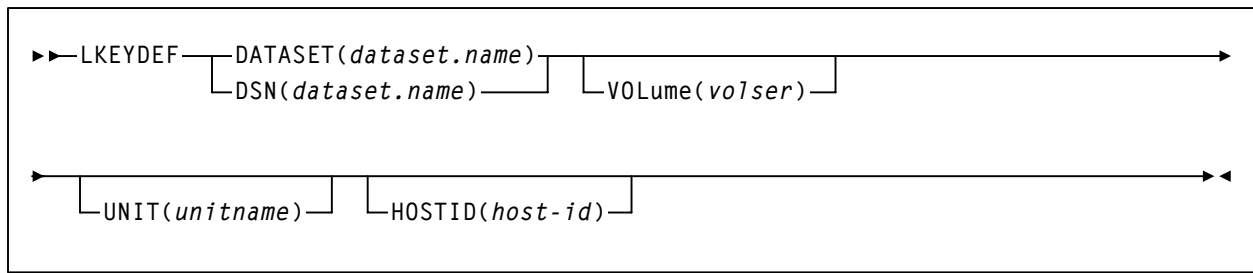 LKEYDEF DATASET(dataset.name)
DSN(dataset.name) VOLume(volser)
UNIT(unitname) HOSTID(host-id)